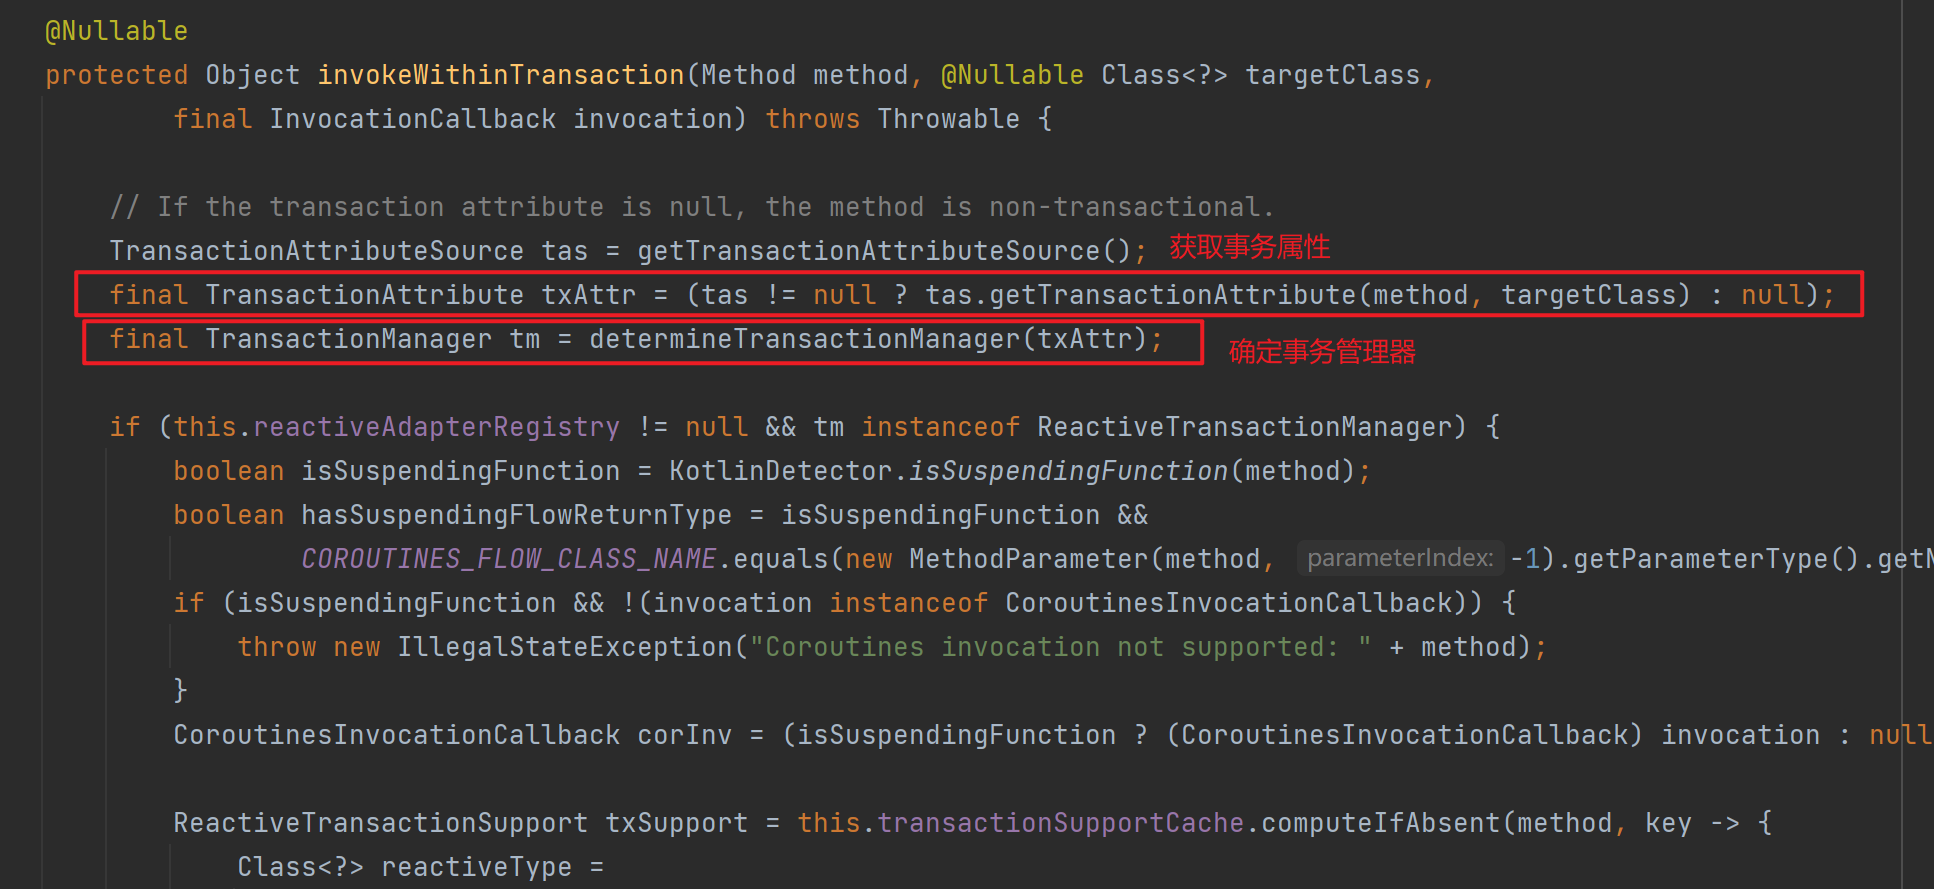 @Nullable
protected Object invokeWithinTransaction(Method method, @Nullable Class<?> targetClass,
final InvocationCallback invocation) throws Throwable {
// If the transaction attribute is null, the method is non-transactional.
TransactionAttributeSource tas = getTransactionAttributeSource(); 获取事务属性
final TransactionAttribute txAttr = (tas != null ? tas.getTransactionAttribute(method, targetClass) : null);
final TransactionManager tm = determineTransactionManager(txAttr);
确定事务管理器
if (this.reactiveAdapterRegistry != null && tm instanceof ReactiveTransactionManager) {
boolean isSuspendingFunction = KotlinDetector.isSuspendingFunction(method);
boolean hasSuspendingFlowReturnType = isSuspendingFunction &&
COROUTINES_FLOW_CLASS_NAME.equals(new MethodParameter(method, parameterIndex: -1).getParameterType().get
if (isSuspendingFunction && !(invocation instanceof CoroutinesInvocationCallback)) {
throw new IllegalStateException("Coroutines invocation not supported: " + method);
}
CoroutinesInvocationCallback corInv = (isSuspendingFunction ? (CoroutinesInvocationCallback) invocation : null
ReactiveTransactionSupport txSupport = this.transactionSupportCache.computeIfAbsent(method, key -> {
Class<?> reactiveType =